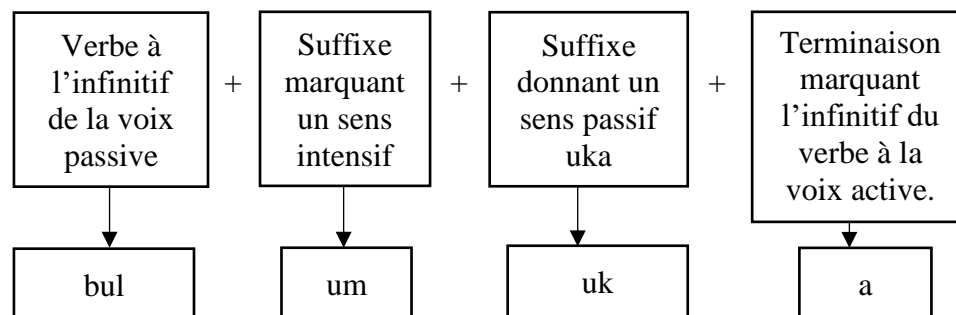 Verbe à
l’infinitif
de la voix
passive
+
Suffixe
marquant
un sens
intensif
+
Suffixe
donnant un
sens passif
uka
+
Terminaison
marquant
l’infinitif du
verbe à la
voix active.
bul
um
uk
a